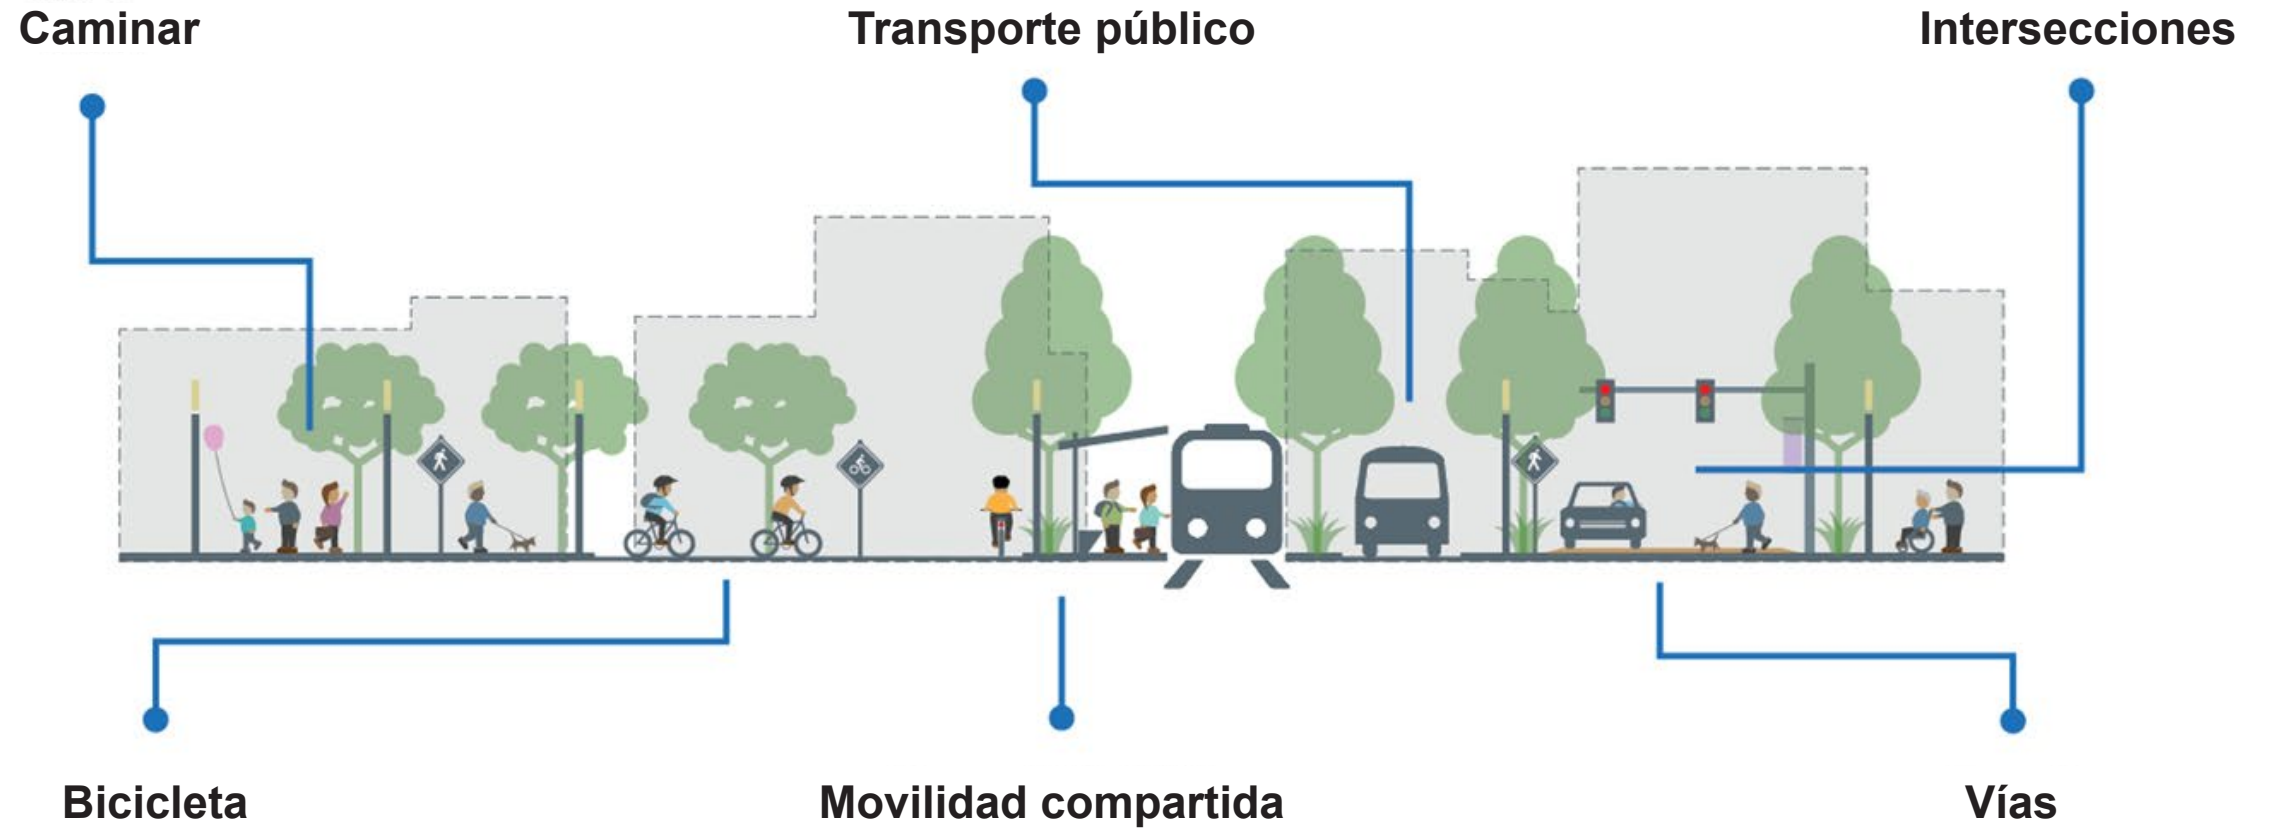 Caminar
Transporte público
Intersecciones
Bicicleta
Movilidad compartida
Vías